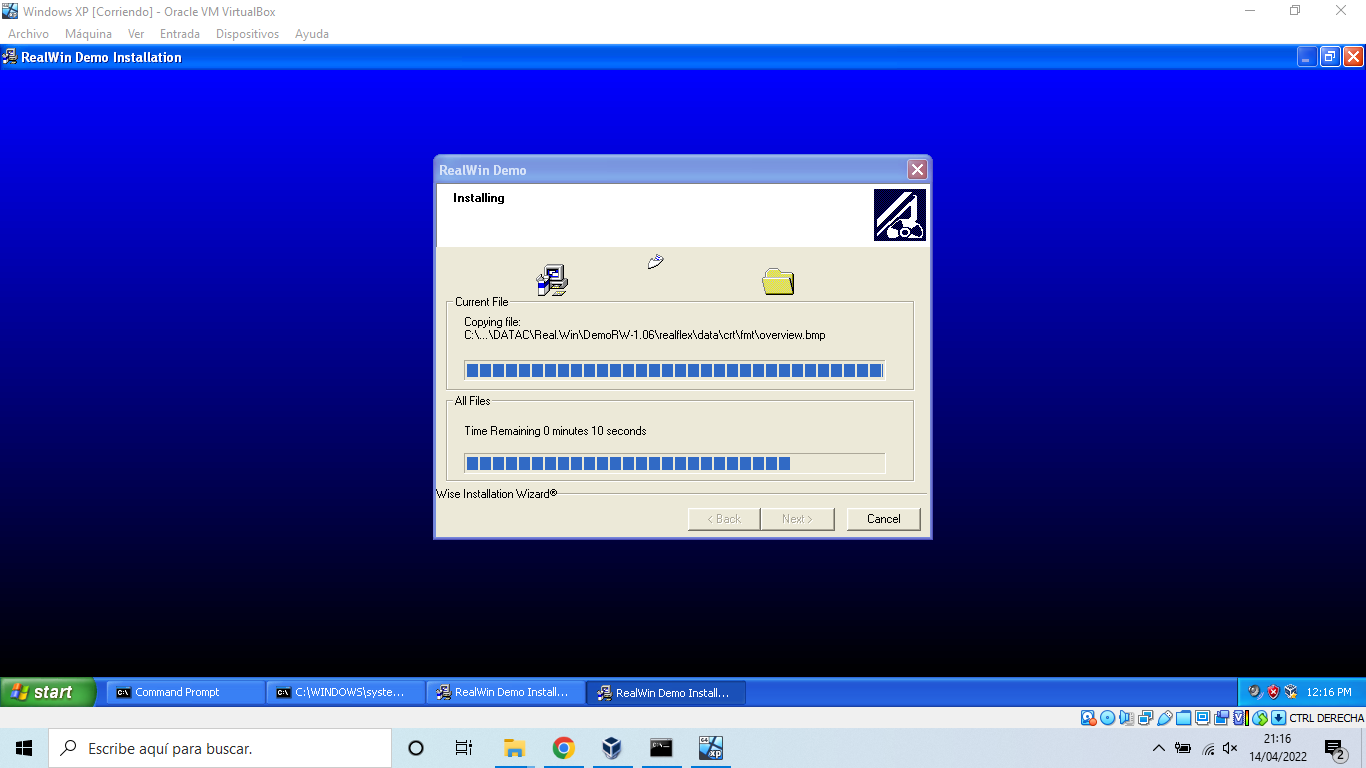 Windows XP [Corriendo] - Oracle VM VirtualBox
Archivo Máquina Ver Entrada Dispositivos Ayuda
RealWin Demo Installation
RealWin Demo
Installing
Current File
Copying file:
C:\...\DATAC\Real.Win\DemoRW-1.06\realflex\data\crt\fmt\overview.bmp
All Files
Time Remaining 0 minutes 10 seconds
Wise Installation Wizard®
< Back Next > Cancel
start Command Prompt C:\WINDOWS\syste... RealWin Demo Install... RealWin Demo Install... 12:16 PM
CTRL DERECHA
Escribe aquí para buscar.
21:16
14/04/2022
2